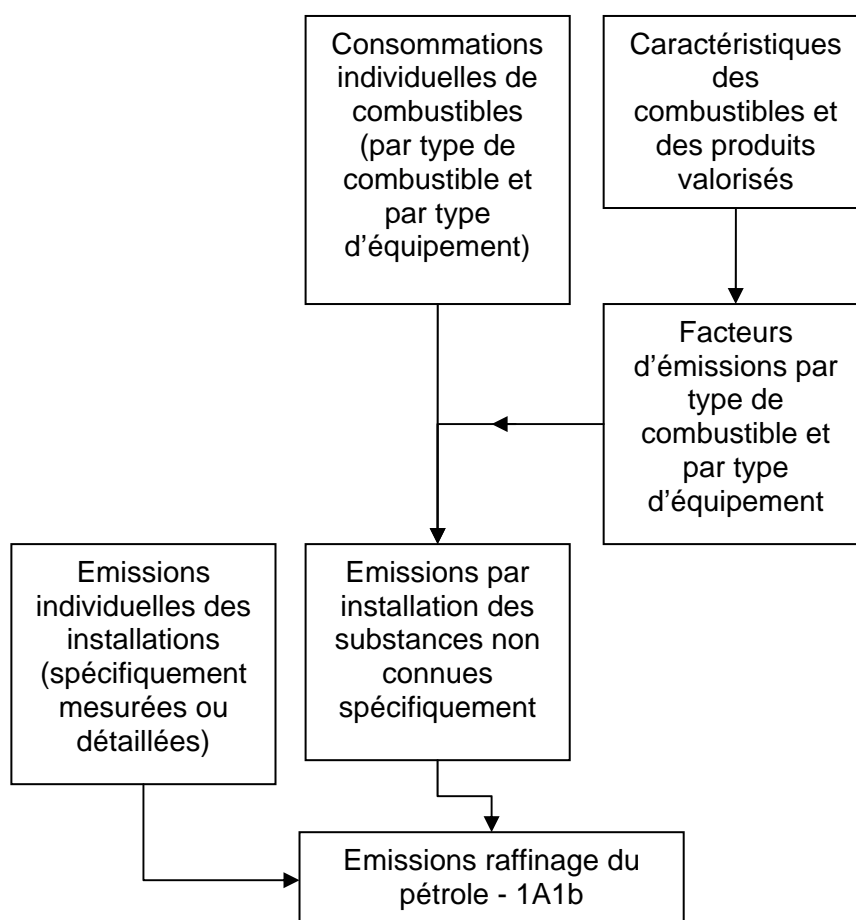 Consommations
individuelles de
combustibles
(par type de
combustible et
par type
d’équipement)
Caractéristiques
des
combustibles et
des produits
valorisés
Facteurs
d’émissions par
type de
combustible et
par type
d’équipement
Emissions
individuelles des
installations
(spécifiquement
mesurées ou
détaillées)
Emissions par
installation des
substances non
connues
spécifiquement
Emissions raffinage du
pétrole - 1A1b